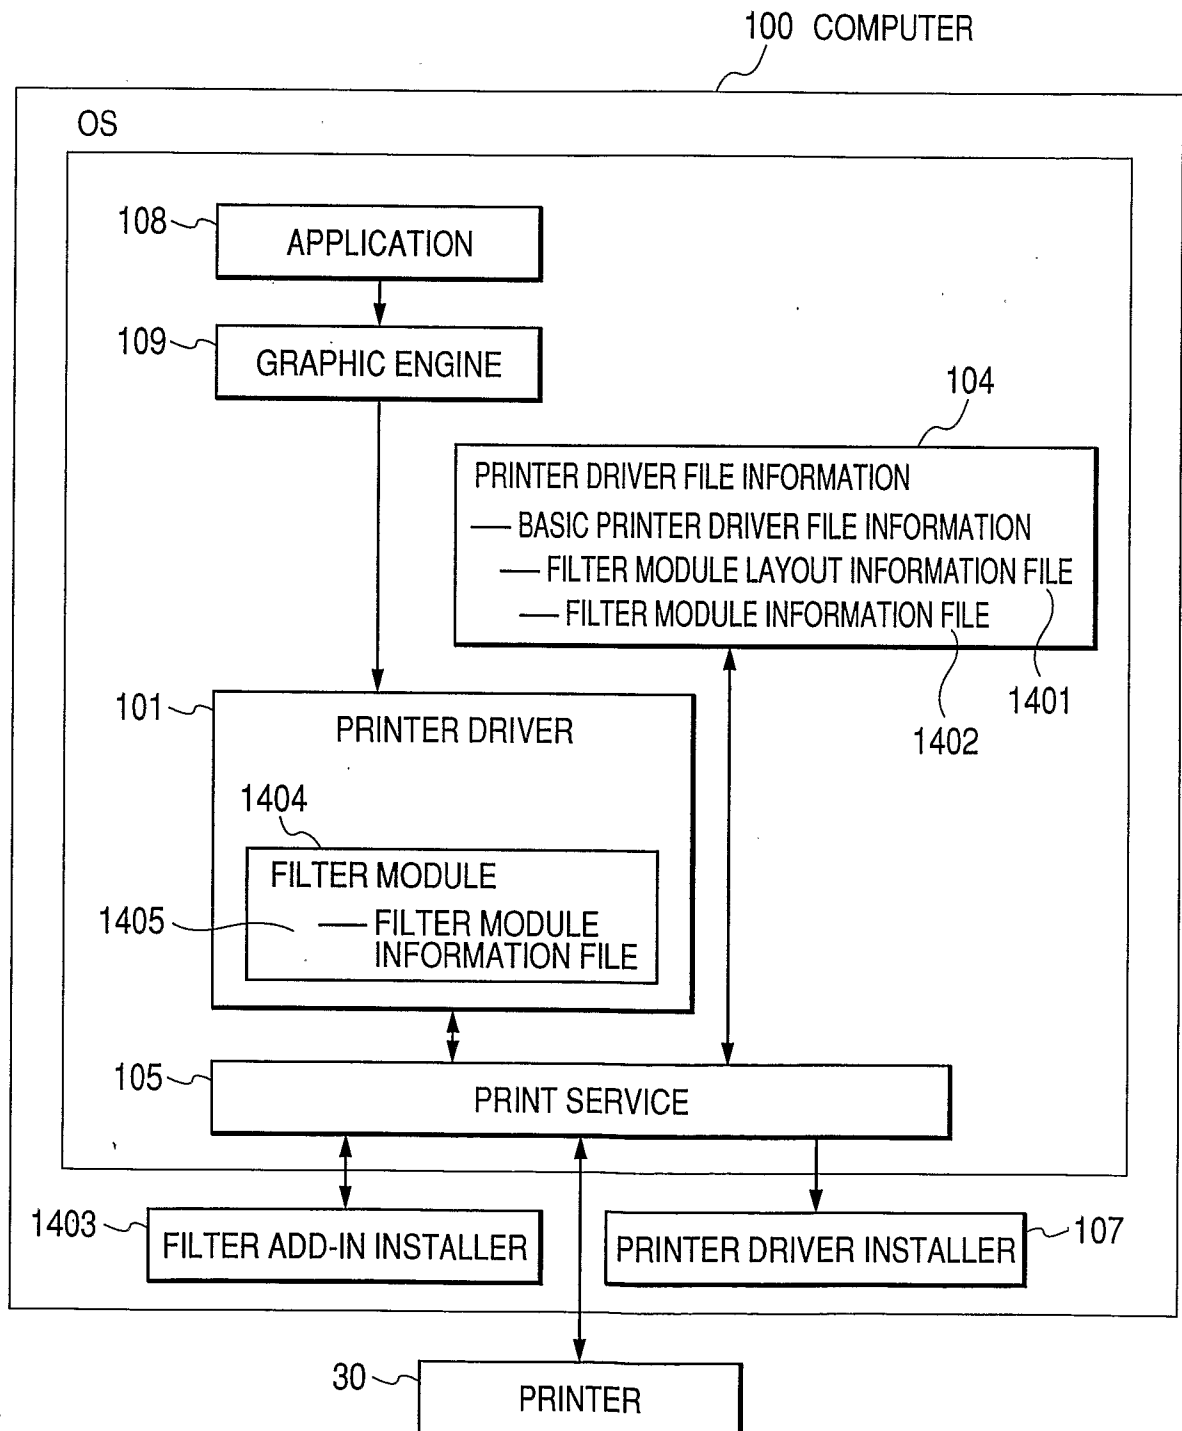 100 COMPUTER
OS
108
APPLICATION
109
GRAPHIC ENGINE
104
PRINTER DRIVER FILE INFORMATION
— BASIC PRINTER DRIVER FILE INFORMATION
— FILTER MODULE LAYOUT INFORMATION FILE
— FILTER MODULE INFORMATION FILE
1401
1402
101
PRINTER DRIVER
1404
FILTER MODULE
1405
— FILTER MODULE
INFORMATION FILE
105
PRINT SERVICE
1403
FILTER ADD-IN INSTALLER
PRINTER DRIVER INSTALLER
107
30
PRINTER